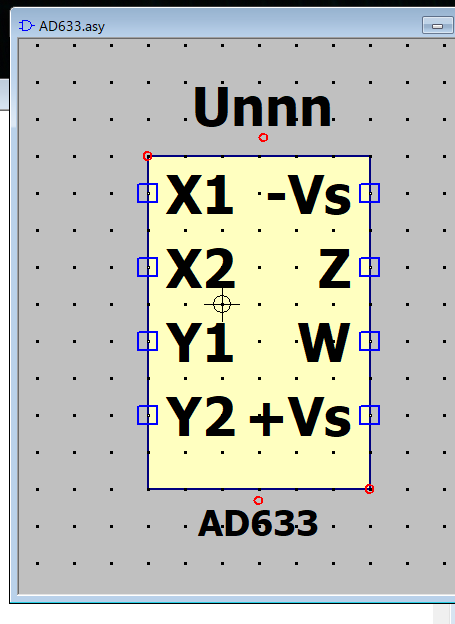 AD633.asy
Unnn
X1 -Vs
X2 Z
Y1 W
Y2 +Vs
AD633